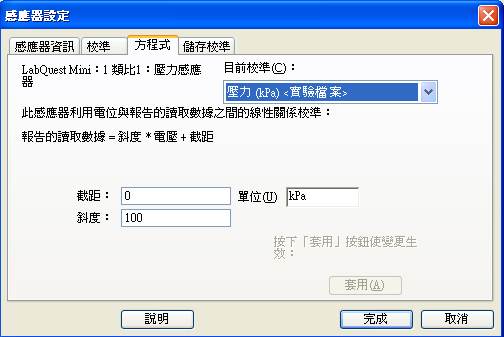 感應器設定
感應器資訊 校準 方程式 儲存校準
LabQuest Mini：1 類比1：壓力感應
器
目前校準(C)：
壓力 (kPa) <實驗檔案>
此感應器利用電位與報告的讀取數據之間的線性關係校準：
報告的讀取數據 = 斜度 * 電壓 + 截距
截距： 0 單位(U) kPa
斜度： 100
按下「套用」按鈕使變更生
效：
套用(A)
說明 完成 取消